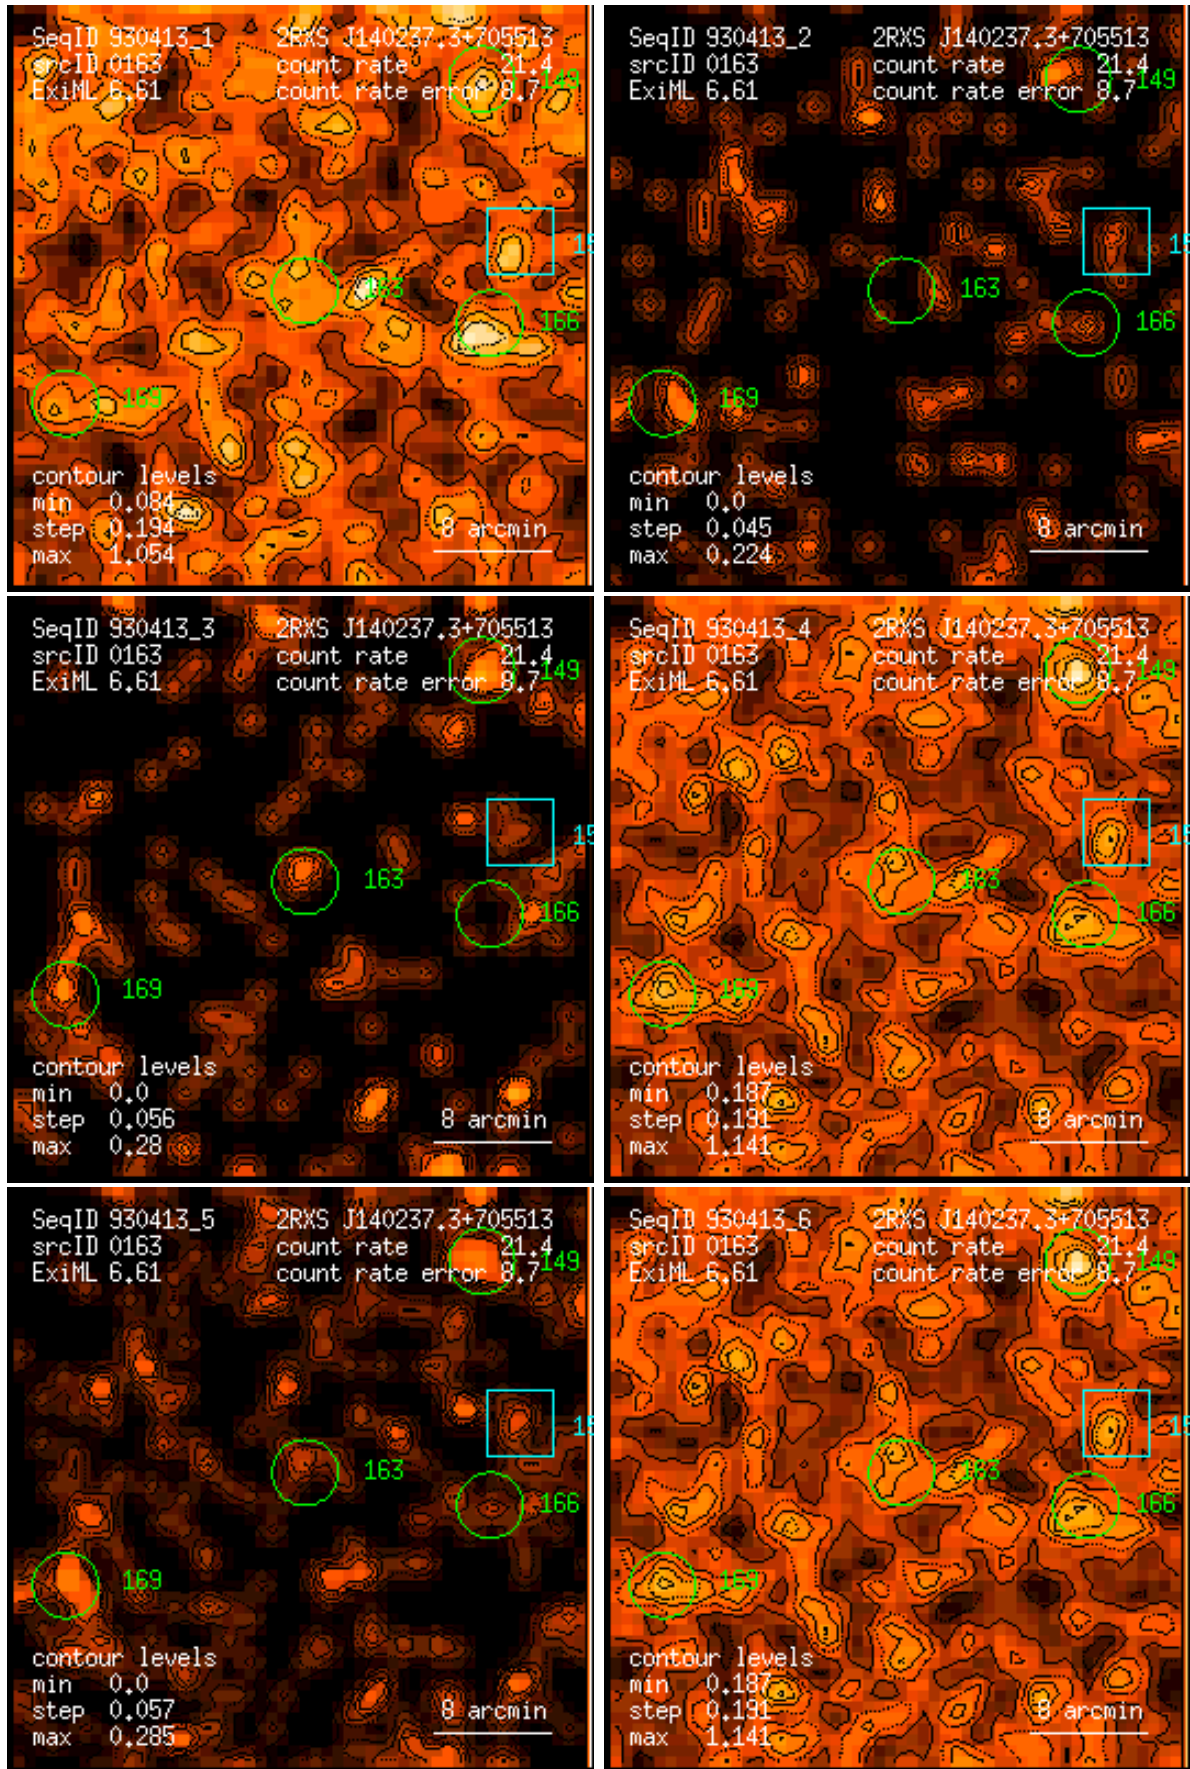 SeqID 930413_1 2RXS J140237.3+705513
srcID 0163 count rate 21.4
ExiML 6.61 count rate error 8.7
149
15
163
166
169
contour levels
min 0.084
step 0.194
max 1.054
8 arcmin
SeqID 930413_2 2RXS J140237.3+705513
srcID 0163 count rate 21.4
ExiML 6.61 count rate error 8.7
149
15
163
166
169
contour levels
min 0.0
step 0.045
max 0.224
8 arcmin
SeqID 930413_3 2RXS J140237.3+705513
srcID 0163 count rate 21.4
ExiML 6.61 count rate error 8.7
149
15
163
166
169
contour levels
min 0.0
step 0.056
max 0.28
8 arcmin
SeqID 930413_4 2RXS J140237.3+705513
srcID 0163 count rate 21.4
ExiML 6.61 count rate error 8.7
149
15
163
166
169
contour levels
min 0.187
step 0.191
max 1.141
8 arcmin
SeqID 930413_5 2RXS J140237.3+705513
srcID 0163 count rate 21.4
ExiML 6.61 count rate error 8.7
149
15
163
166
169
contour levels
min 0.0
step 0.057
max 0.285
8 arcmin
SeqID 930413_6 2RXS J140237.3+705513
srcID 0163 count rate 21.4
ExiML 6.61 count rate error 8.7
149
15
163
166
169
contour levels
min 0.187
step 0.191
max 1.141
8 arcmin